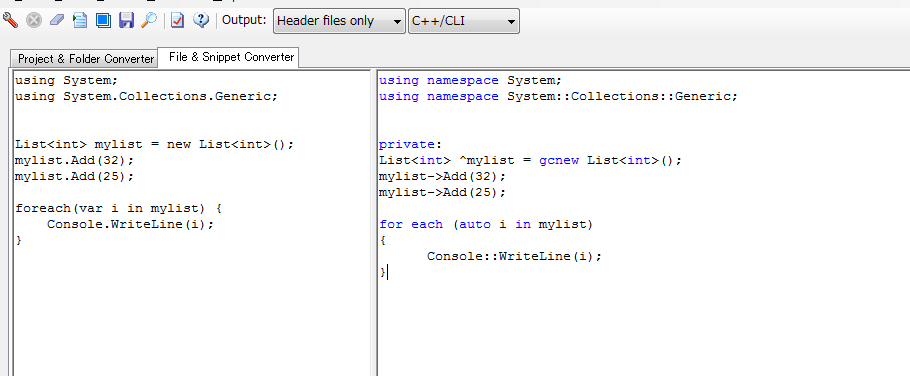 Output: Header files only C++/CLI
Project & Folder Converter File & Snippet Converter
using System;
using System.Collections.Generic;
List<int> mylist = new List<int>();
mylist.Add(32);
mylist.Add(25);
foreach(var i in mylist) {
    Console.WriteLine(i);
}
using namespace System;
using namespace System::Collections::Generic;
private:
List<int> ^mylist = gcnew List<int>();
mylist->Add(32);
mylist->Add(25);
for each (auto i in mylist)
{
      Console::WriteLine(i);
}